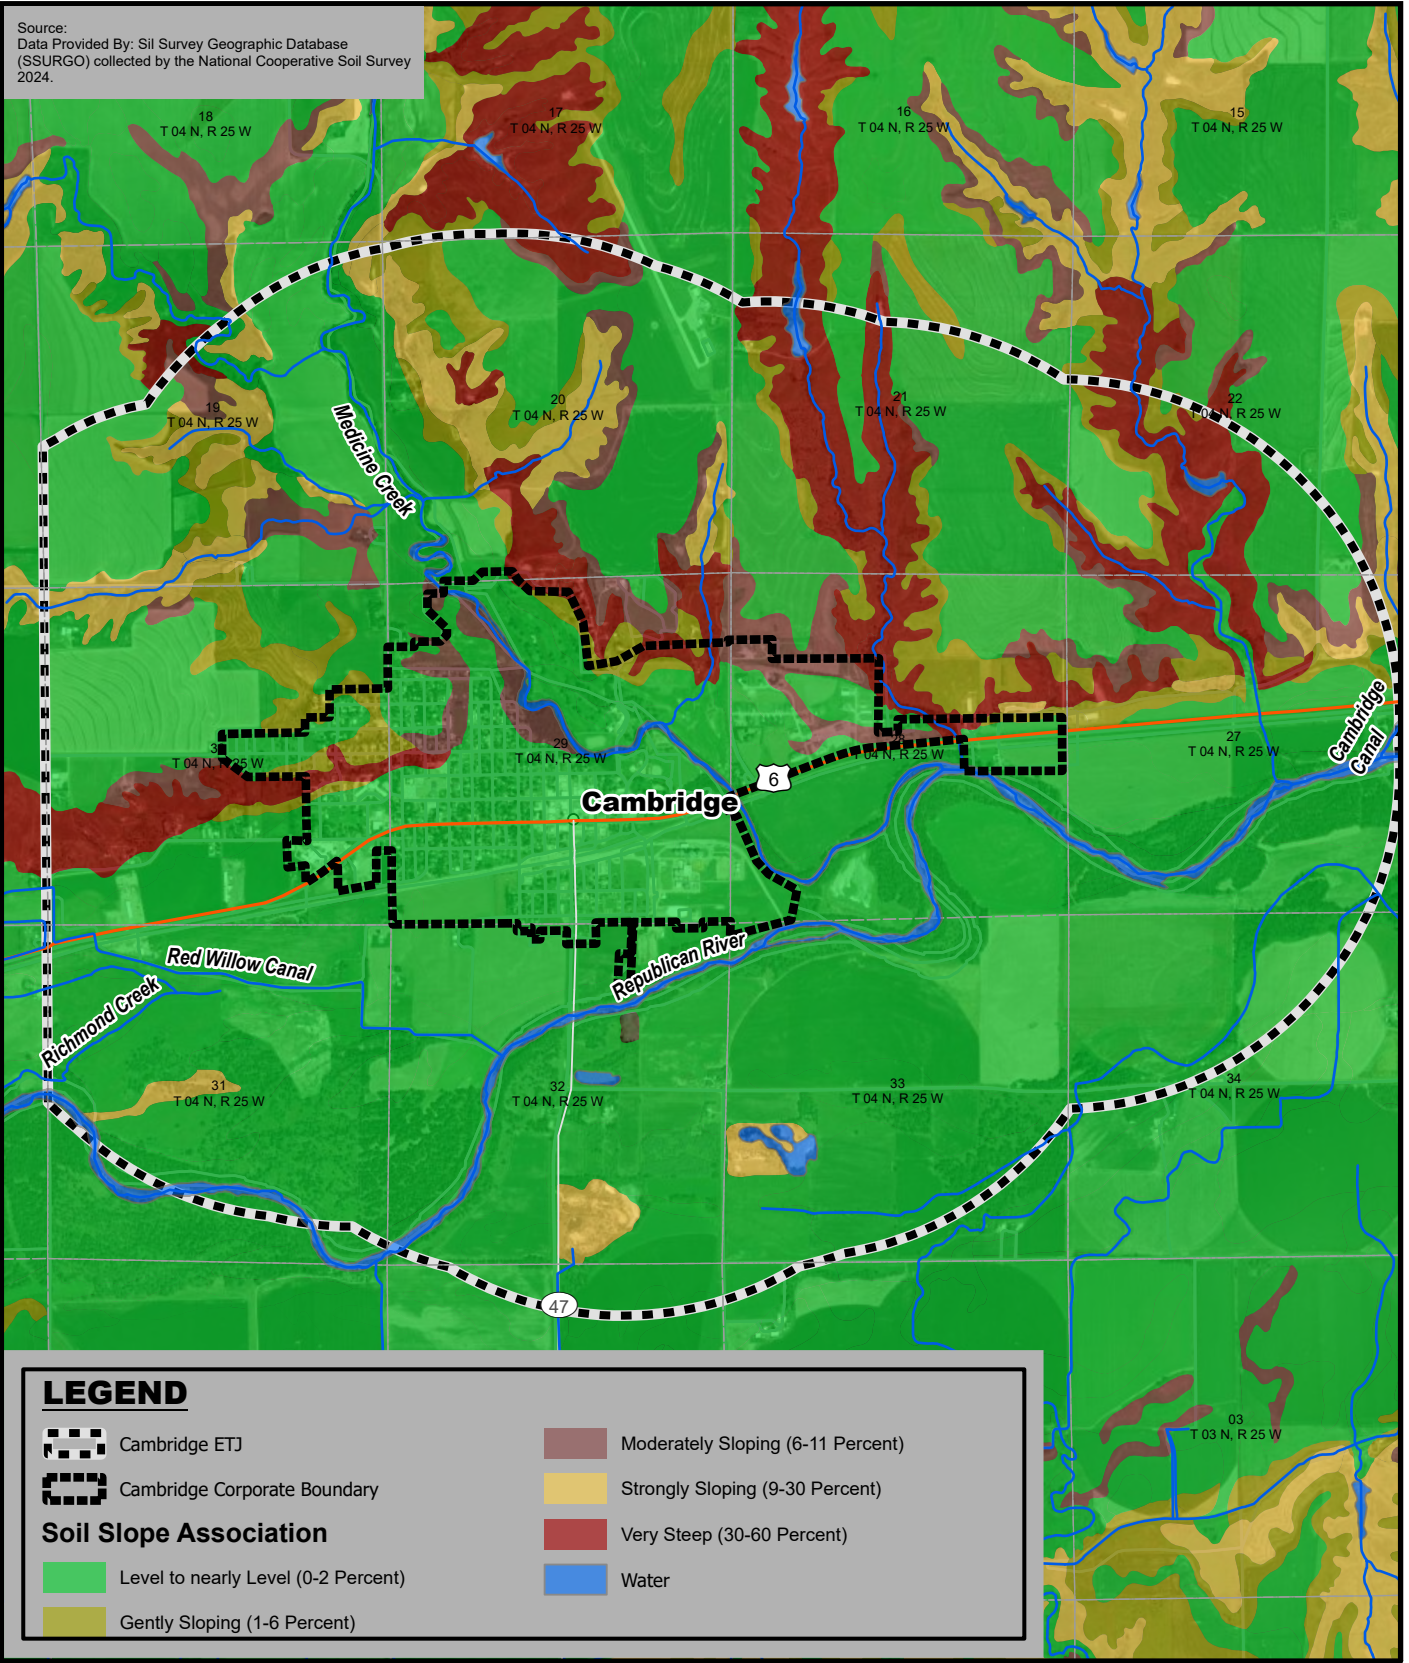 Source:
Data Provided By: Sil Survey Geographic Database
(SSURGO) collected by the National Cooperative Soil Survey
2024.
18
T 04 N, R 25 W
17
T 04 N, R 25 W
16
T 04 N, R 25 W
15
T 04 N, R 25 W
19
T 04 N, R 25 W
20
T 04 N, R 25 W
21
T 04 N, R 25 W
22
T 04 N, R 25 W
Medicine Creek
T 04 N, R 25 W
29
T 04 N, R 25 W
28
T 04 N, R 25 W
27
T 04 N, R 25 W
Cambridge
Canal
6
Cambridge
Red Willow Canal
Republican River
Richmond Creek
31
T 04 N, R 25 W
32
T 04 N, R 25 W
33
T 04 N, R 25 W
34
T 04 N, R 25 W
47
03
T 03 N, R 25 W
LEGEND
Cambridge ETJ
Cambridge Corporate Boundary
Soil Slope Association
Level to nearly Level (0-2 Percent)
Gently Sloping (1-6 Percent)
Moderately Sloping (6-11 Percent)
Strongly Sloping (9-30 Percent)
Very Steep (30-60 Percent)
Water